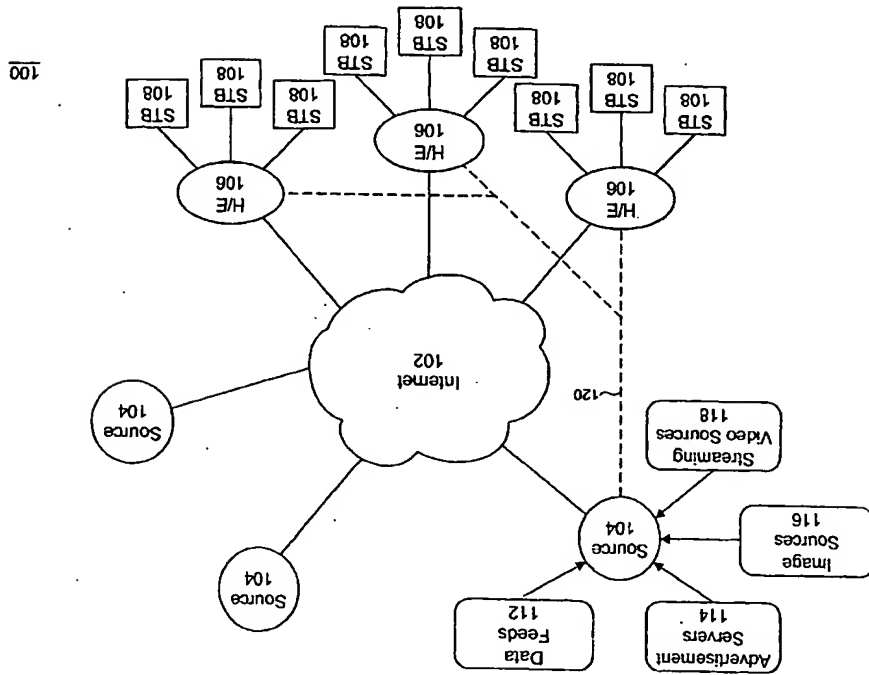 Data
Feeds
112
Advertisement
Servers
114
Image
Sources
116
Streaming
Video Sources
118
Source
104
Source
104
Source
104
120
Internet
102
H/E
106
H/E
106
H/E
106
STB
108
STB
108
STB
108
STB
108
STB
108
STB
108
STB
108
STB
108
STB
108
100